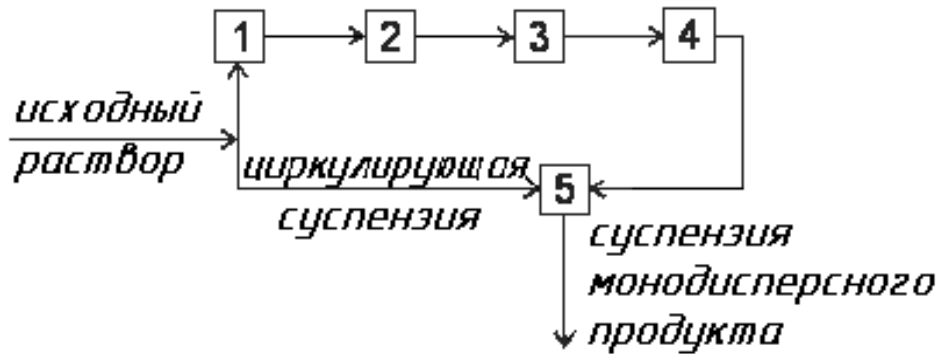 1 2 3 4
исходный
раствор
циркулирующая
суспензия
5
суспензия
монодисперсного
продукта